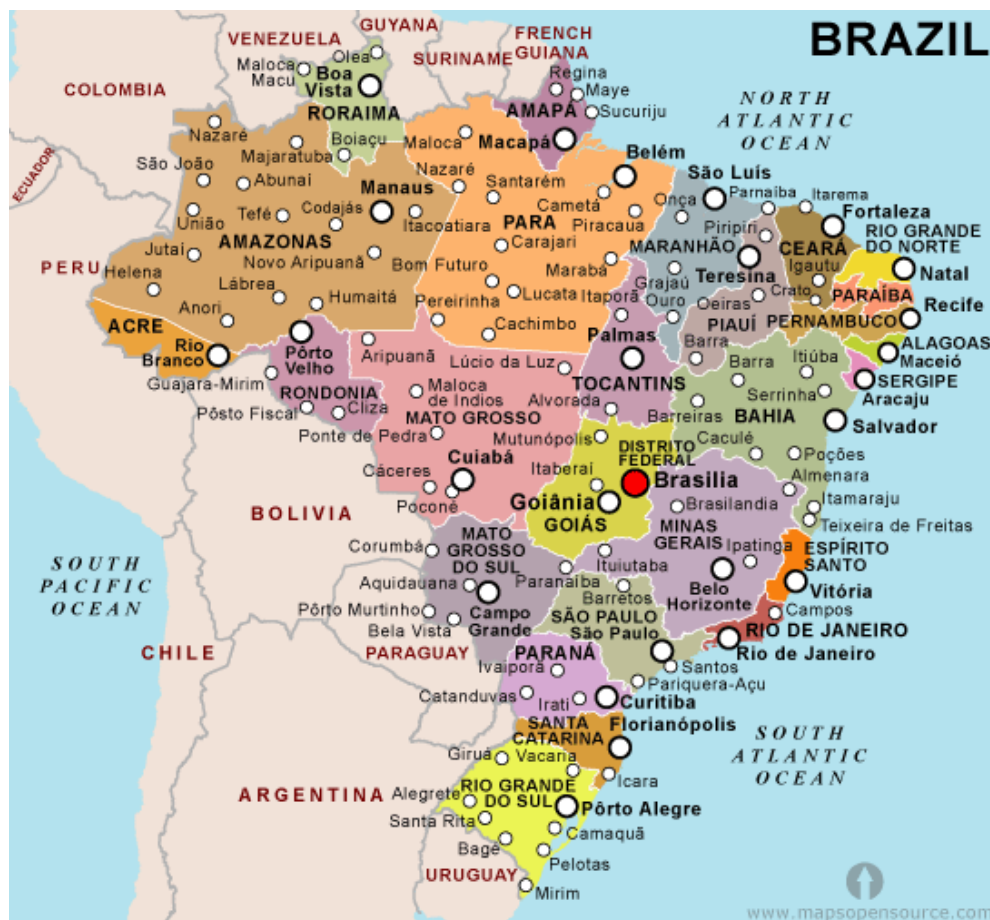 BRAZIL
GUYANA
VENEZUELA
FRENCH
GUIANA
SURINAME
COLOMBIA
ECUADOR
PERU
BOLIVIA
CHILE
PARAGUAY
ARGENTINA
URUGUAY
NORTH
ATLANTIC
OCEAN
SOUTH
PACIFIC
OCEAN
SOUTH
ATLANTIC
OCEAN
Olea
Maloca
Macu
Boa
Vista
RORAIMA
Boiaçu
Regina
Maye
Sucuriju
AMAPÁ
Macapá
Nazaré
Majaratuba
São João
Abunai
Manaus
União
Tefé
Codajás
Itacoatiara
AMAZONAS
Jutai
Novo Aripuanã
Helena
Lábrea
Humaitá
Anori
Maloca
Nazaré
Santarém
Belém
Cametá
PARA
Piracaua
Carajari
Bom Futuro
Marabá
Pereirinha
Lucata
Cachimbo
Itaporã
São Luís
Onça
Parnaíba
Itarema
Piripiri
MARANHÃO
Teresina
Grajaú
Ouro
Oeiras
PIAUÍ
Barra
Fortaleza
CEARÁ
Igautu
Crato
RIO GRANDE
DO NORTE
Natal
PARAÍBA
Recife
PERNAMBUCO
ALAGOAS
Maceió
SERGIPE
Aracaju
ACRE
Rio
Branco
Pôrto
Velho
Guajara-Mirim
RONDONIA
Pôsto Fiscal
Cliza
Aripuanã
Lúcio da Luz
Maloca
de Indios
MATO GROSSO
Ponte de Pedra
Cuiabá
Cáceres
Poconé
Palmas
TOCANTINS
Alvorada
Barra
Itiúba
Serrinha
Barreiras
BAHIA
Salvador
Caculé
Poções
Almenara
Itamaraju
Teixeira de Freitas
Mutunópolis
DISTRITO
FEDERAL
Itaberaí
Brasilia
Goiânia
GOIÁS
Brasilandia
MINAS
GERAIS
Ipatinga
Ituiutaba
Belo
Horizonte
ESPÍRITO
SANTO
Vitória
Campos
RIO DE JANEIRO
Rio de Janeiro
Corumbá
MATO
GROSSO
DO SUL
Aquidauana
Pôrto Murtinho
Campo
Grande
Bela Vista
Paranaiba
Barretos
SÃO PAULO
São Paulo
Santos
Pariquera-Açu
PARANÁ
Ivaiporã
Catanduvas
Irati
Curitiba
SANTA
CATARINA
Florianópolis
Giruá
Vacaria
Icara
RIO GRANDE
DO SUL
Alegrete
Santa Rita
Pôrto Alegre
Camaquã
Bagé
Pelotas
Mirim
www.mapsopensource.com